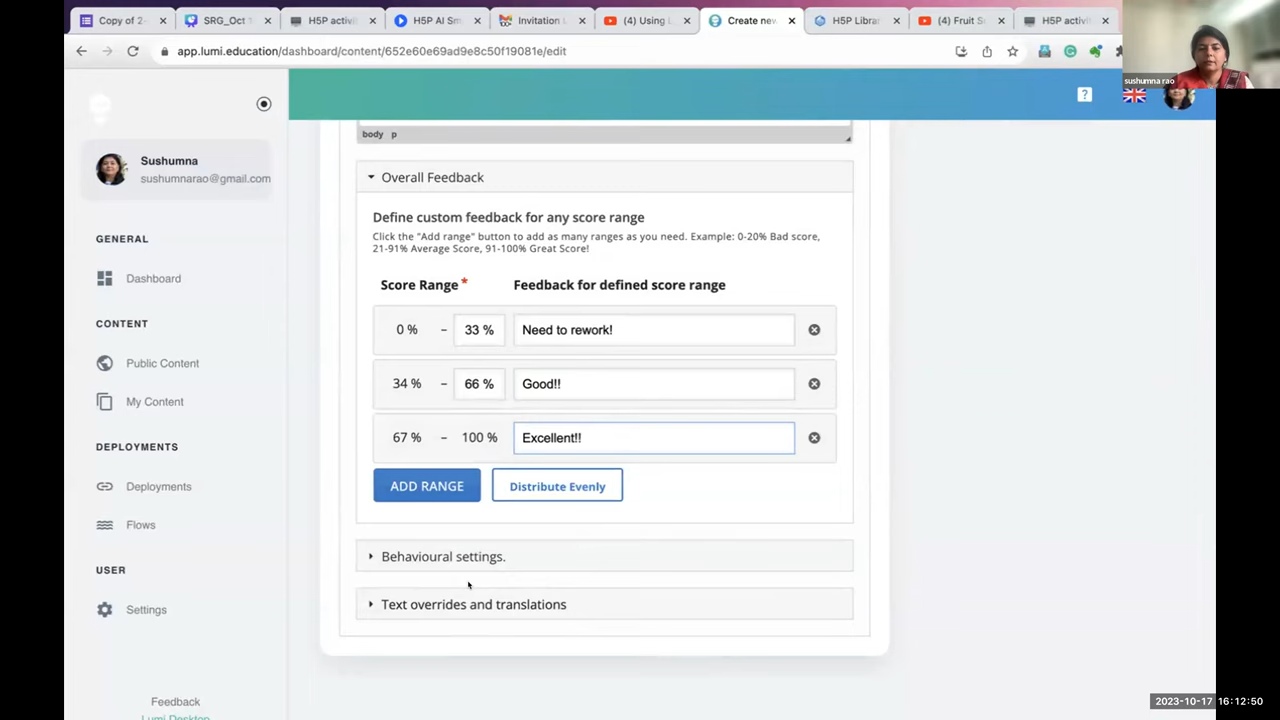 Copy of 2-
SRG_Oct
H5P activi
H5P AI Sm
Invitation
(4) Using L
Create new
H5P Librar
(4) Fruit S
H5P activi
app.lumi.education/dashboard/content/652e60e69ad9e8c50f19081e/edit
sushumna rao
?
body p
Sushumna
sushumnarao@gmail.com
GENERAL
Dashboard
CONTENT
Public Content
My Content
DEPLOYMENTS
Deployments
Flows
USER
Settings
Feedback
Lumi Desktop
Overall Feedback
Define custom feedback for any score range
Click the "Add range" button to add as many ranges as you need. Example: 0-20% Bad score,
21-91% Average Score, 91-100% Great Score!
Score Range * Feedback for defined score range
0 % – 33 % Need to rework!
34 % – 66 % Good!!
67 % – 100 % Excellent!!
ADD RANGE Distribute Evenly
Behavioural settings.
Text overrides and translations
2023-10-17 16:12:50